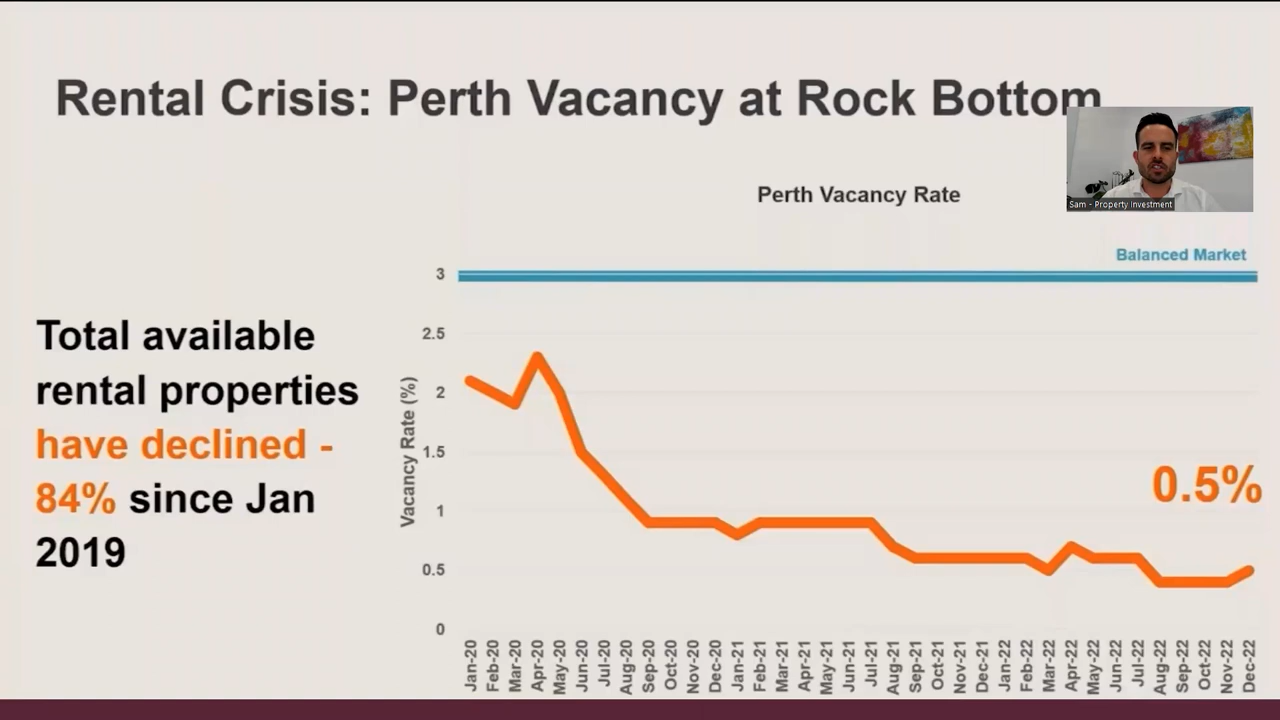 Rental Crisis: Perth Vacancy at Rock Bottom
Sam - Property Investment
Perth Vacancy Rate
Balanced Market
Total available
rental properties
have declined -
84% since Jan
2019
Vacancy Rate (%)
3
2.5
2
1.5
1
0.5
0
0.5%
Jan-20
Feb-20
Mar-20
Apr-20
May-20
Jun-20
Jul-20
Aug-20
Sep-20
Oct-20
Nov-20
Dec-20
Jan-21
Feb-21
Mar-21
Apr-21
May-21
Jun-21
Jul-21
Aug-21
Sep-21
Oct-21
Nov-21
Dec-21
Jan-22
Feb-22
Mar-22
Apr-22
May-22
Jun-22
Jul-22
Aug-22
Sep-22
Oct-22
Nov-22
Dec-22